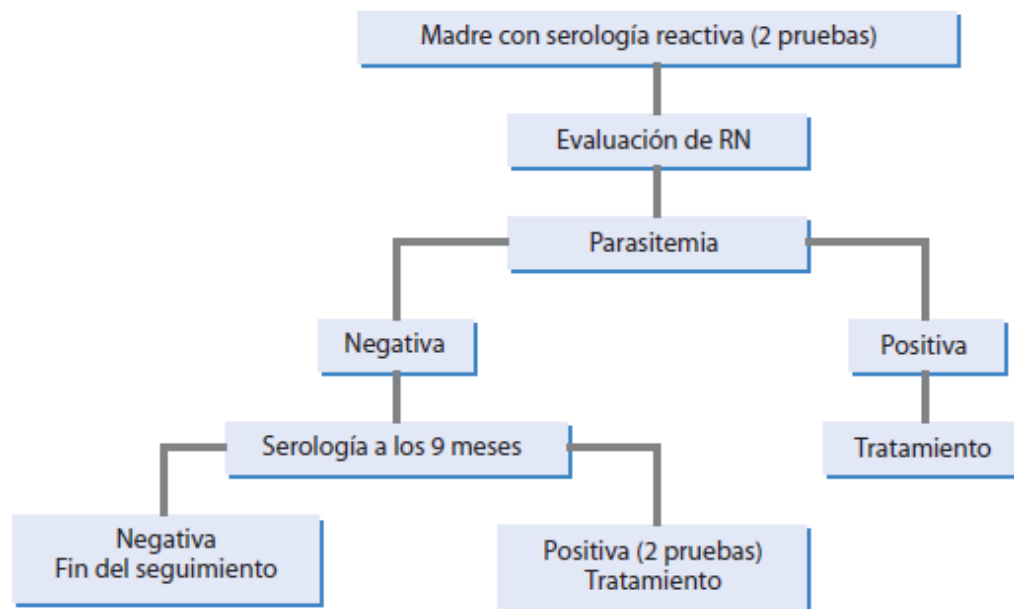 Madre con serología reactiva (2 pruebas)
Evaluación de RN
Parasitemia
Negativa
Positiva
Serología a los 9 meses
Tratamiento
Negativa
Fin del seguimiento
Positiva (2 pruebas)
Tratamiento